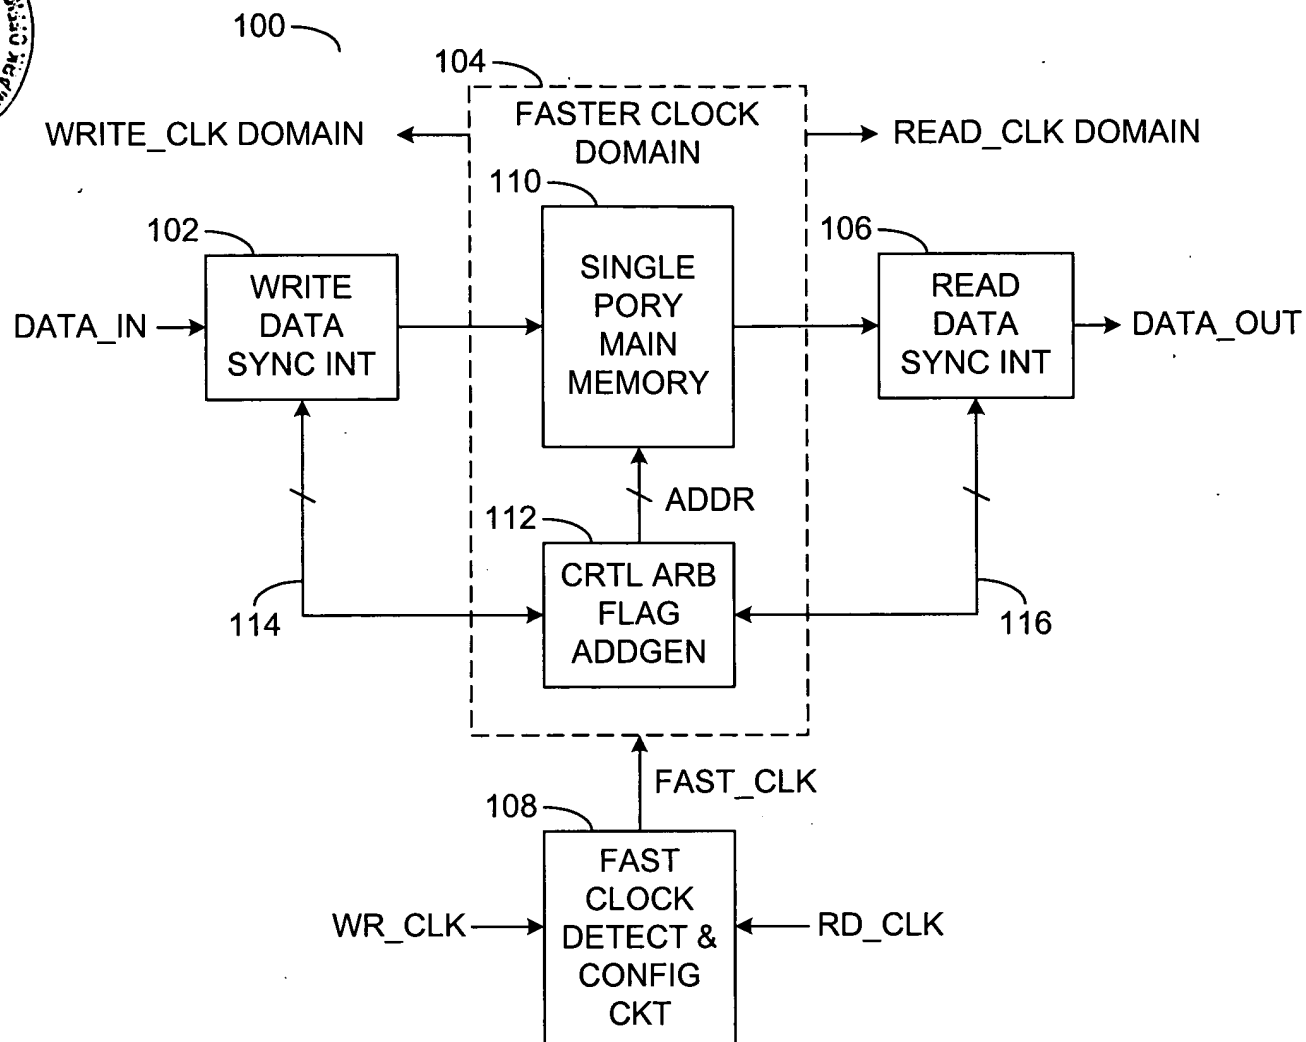 100
104
WRITE_CLK DOMAIN
FASTER CLOCK
DOMAIN
READ_CLK DOMAIN
110
102
106
WRITE
DATA
SYNC INT
SINGLE
PORY
MAIN
MEMORY
READ
DATA
SYNC INT
DATA_IN
DATA_OUT
ADDR
112
CRTL ARB
FLAG
ADDGEN
114
116
FAST_CLK
108
FAST
CLOCK
DETECT &
CONFIG
CKT
WR_CLK
RD_CLK